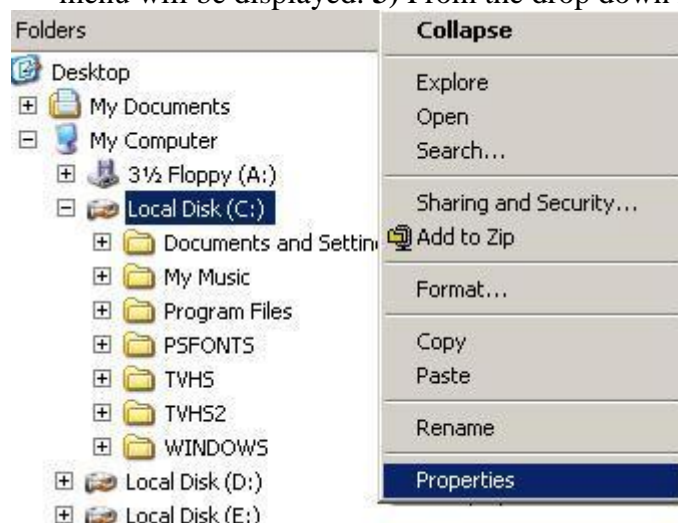 menu will be displayed. 3) From the drop down
Folders
Desktop
My Documents
My Computer
3½ Floppy (A:)
Local Disk (C:)
Documents and Settin
My Music
Program Files
PSFONTS
TVHS
TVHS2
WINDOWS
Local Disk (D:)
Local Disk (E:)
Collapse
Explore
Open
Search...
Sharing and Security...
Add to Zip
Format...
Copy
Paste
Rename
Properties